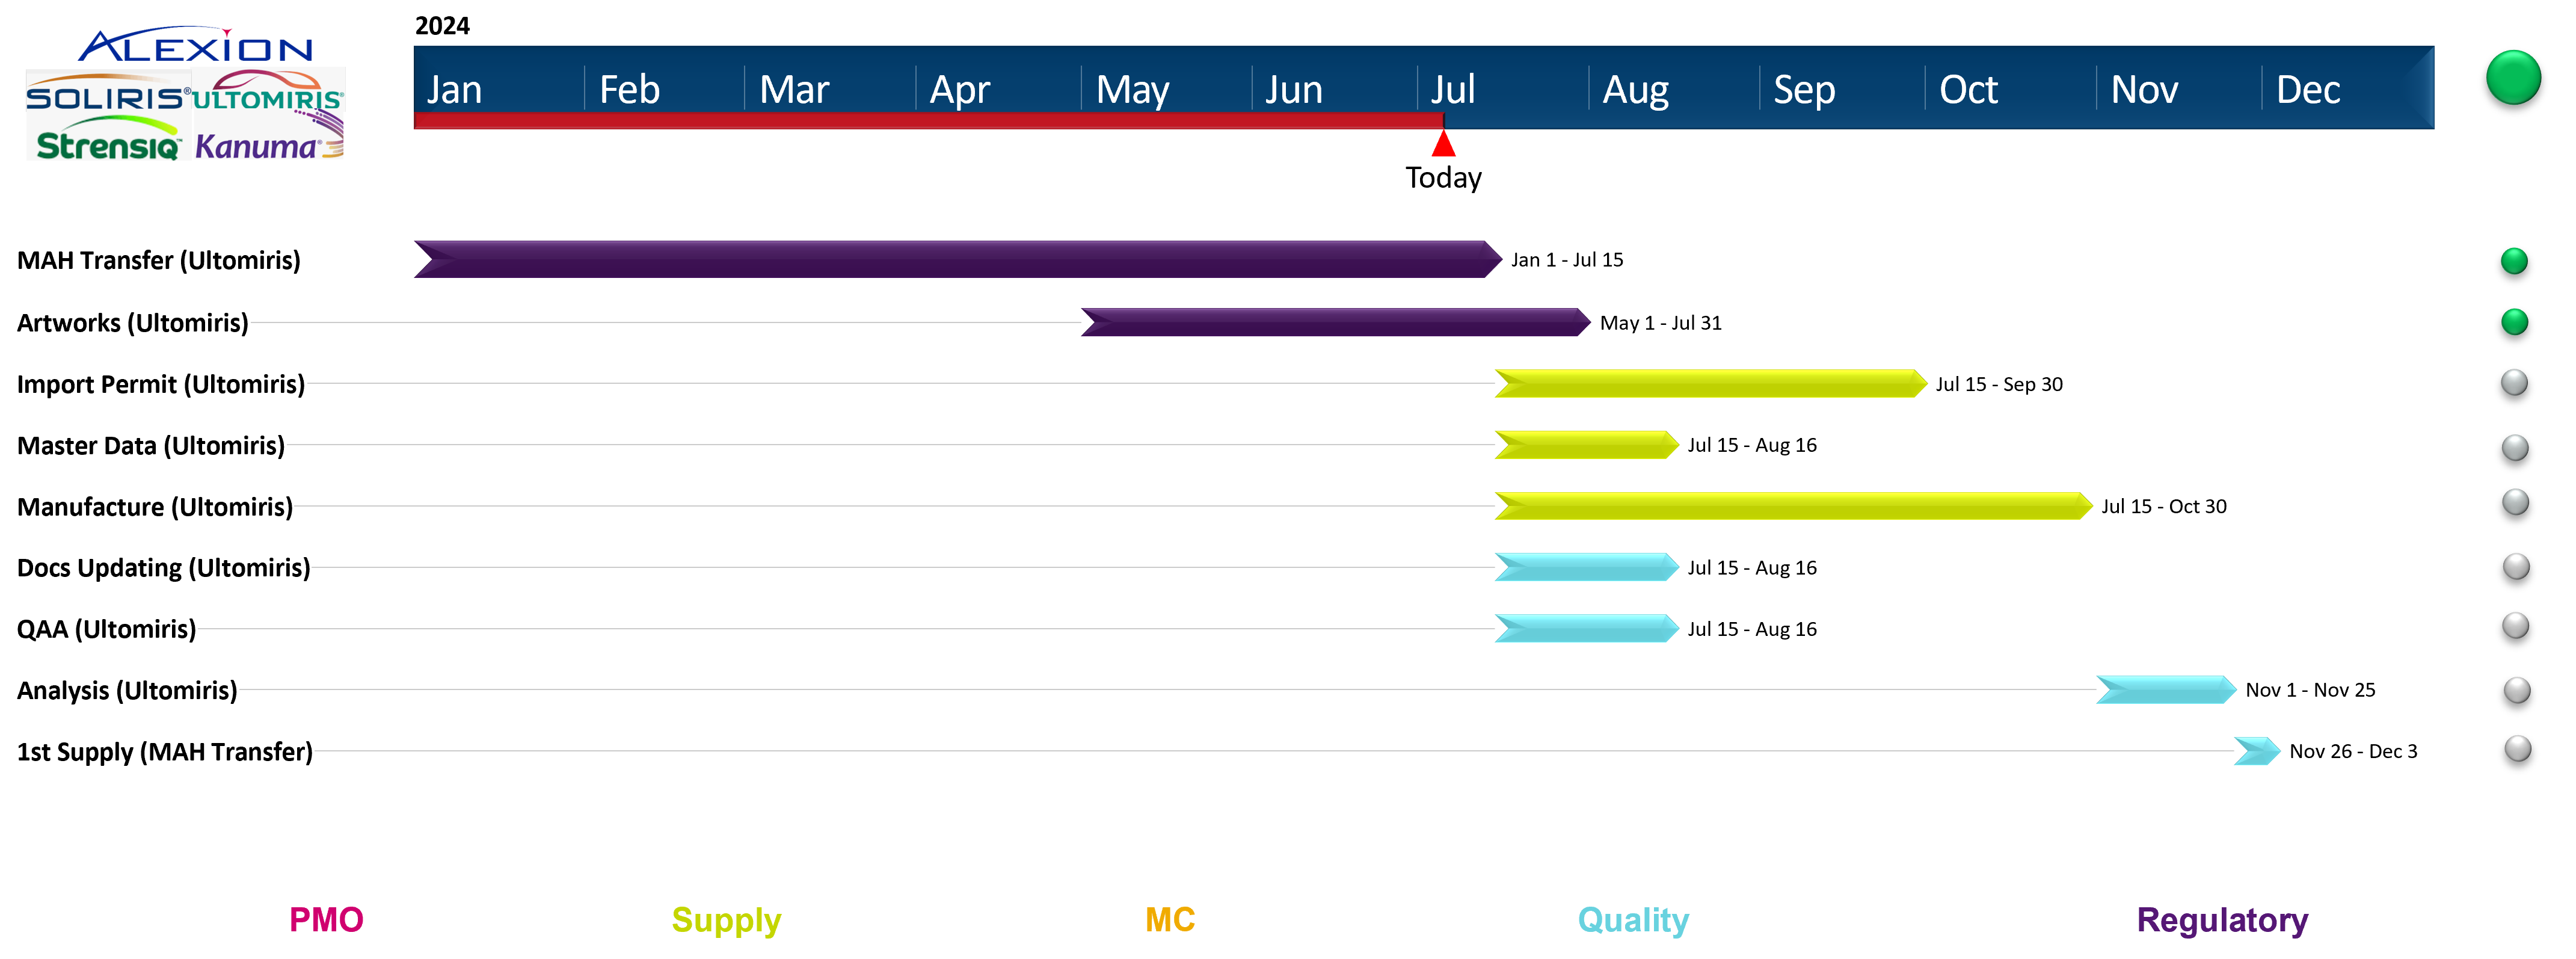 2024
ALEXION
SOLIRIS® ULTOMIRIS®
Strensiq™ Kanuma®
Jan Feb Mar Apr May Jun Jul Aug Sep Oct Nov Dec
Today
MAH Transfer (Ultomiris) Jan 1 - Jul 15
Artworks (Ultomiris) May 1 - Jul 31
Import Permit (Ultomiris) Jul 15 - Sep 30
Master Data (Ultomiris) Jul 15 - Aug 16
Manufacture (Ultomiris) Jul 15 - Oct 30
Docs Updating (Ultomiris) Jul 15 - Aug 16
QAA (Ultomiris) Jul 15 - Aug 16
Analysis (Ultomiris) Nov 1 - Nov 25
1st Supply (MAH Transfer) Nov 26 - Dec 3
PMO Supply MC Quality Regulatory